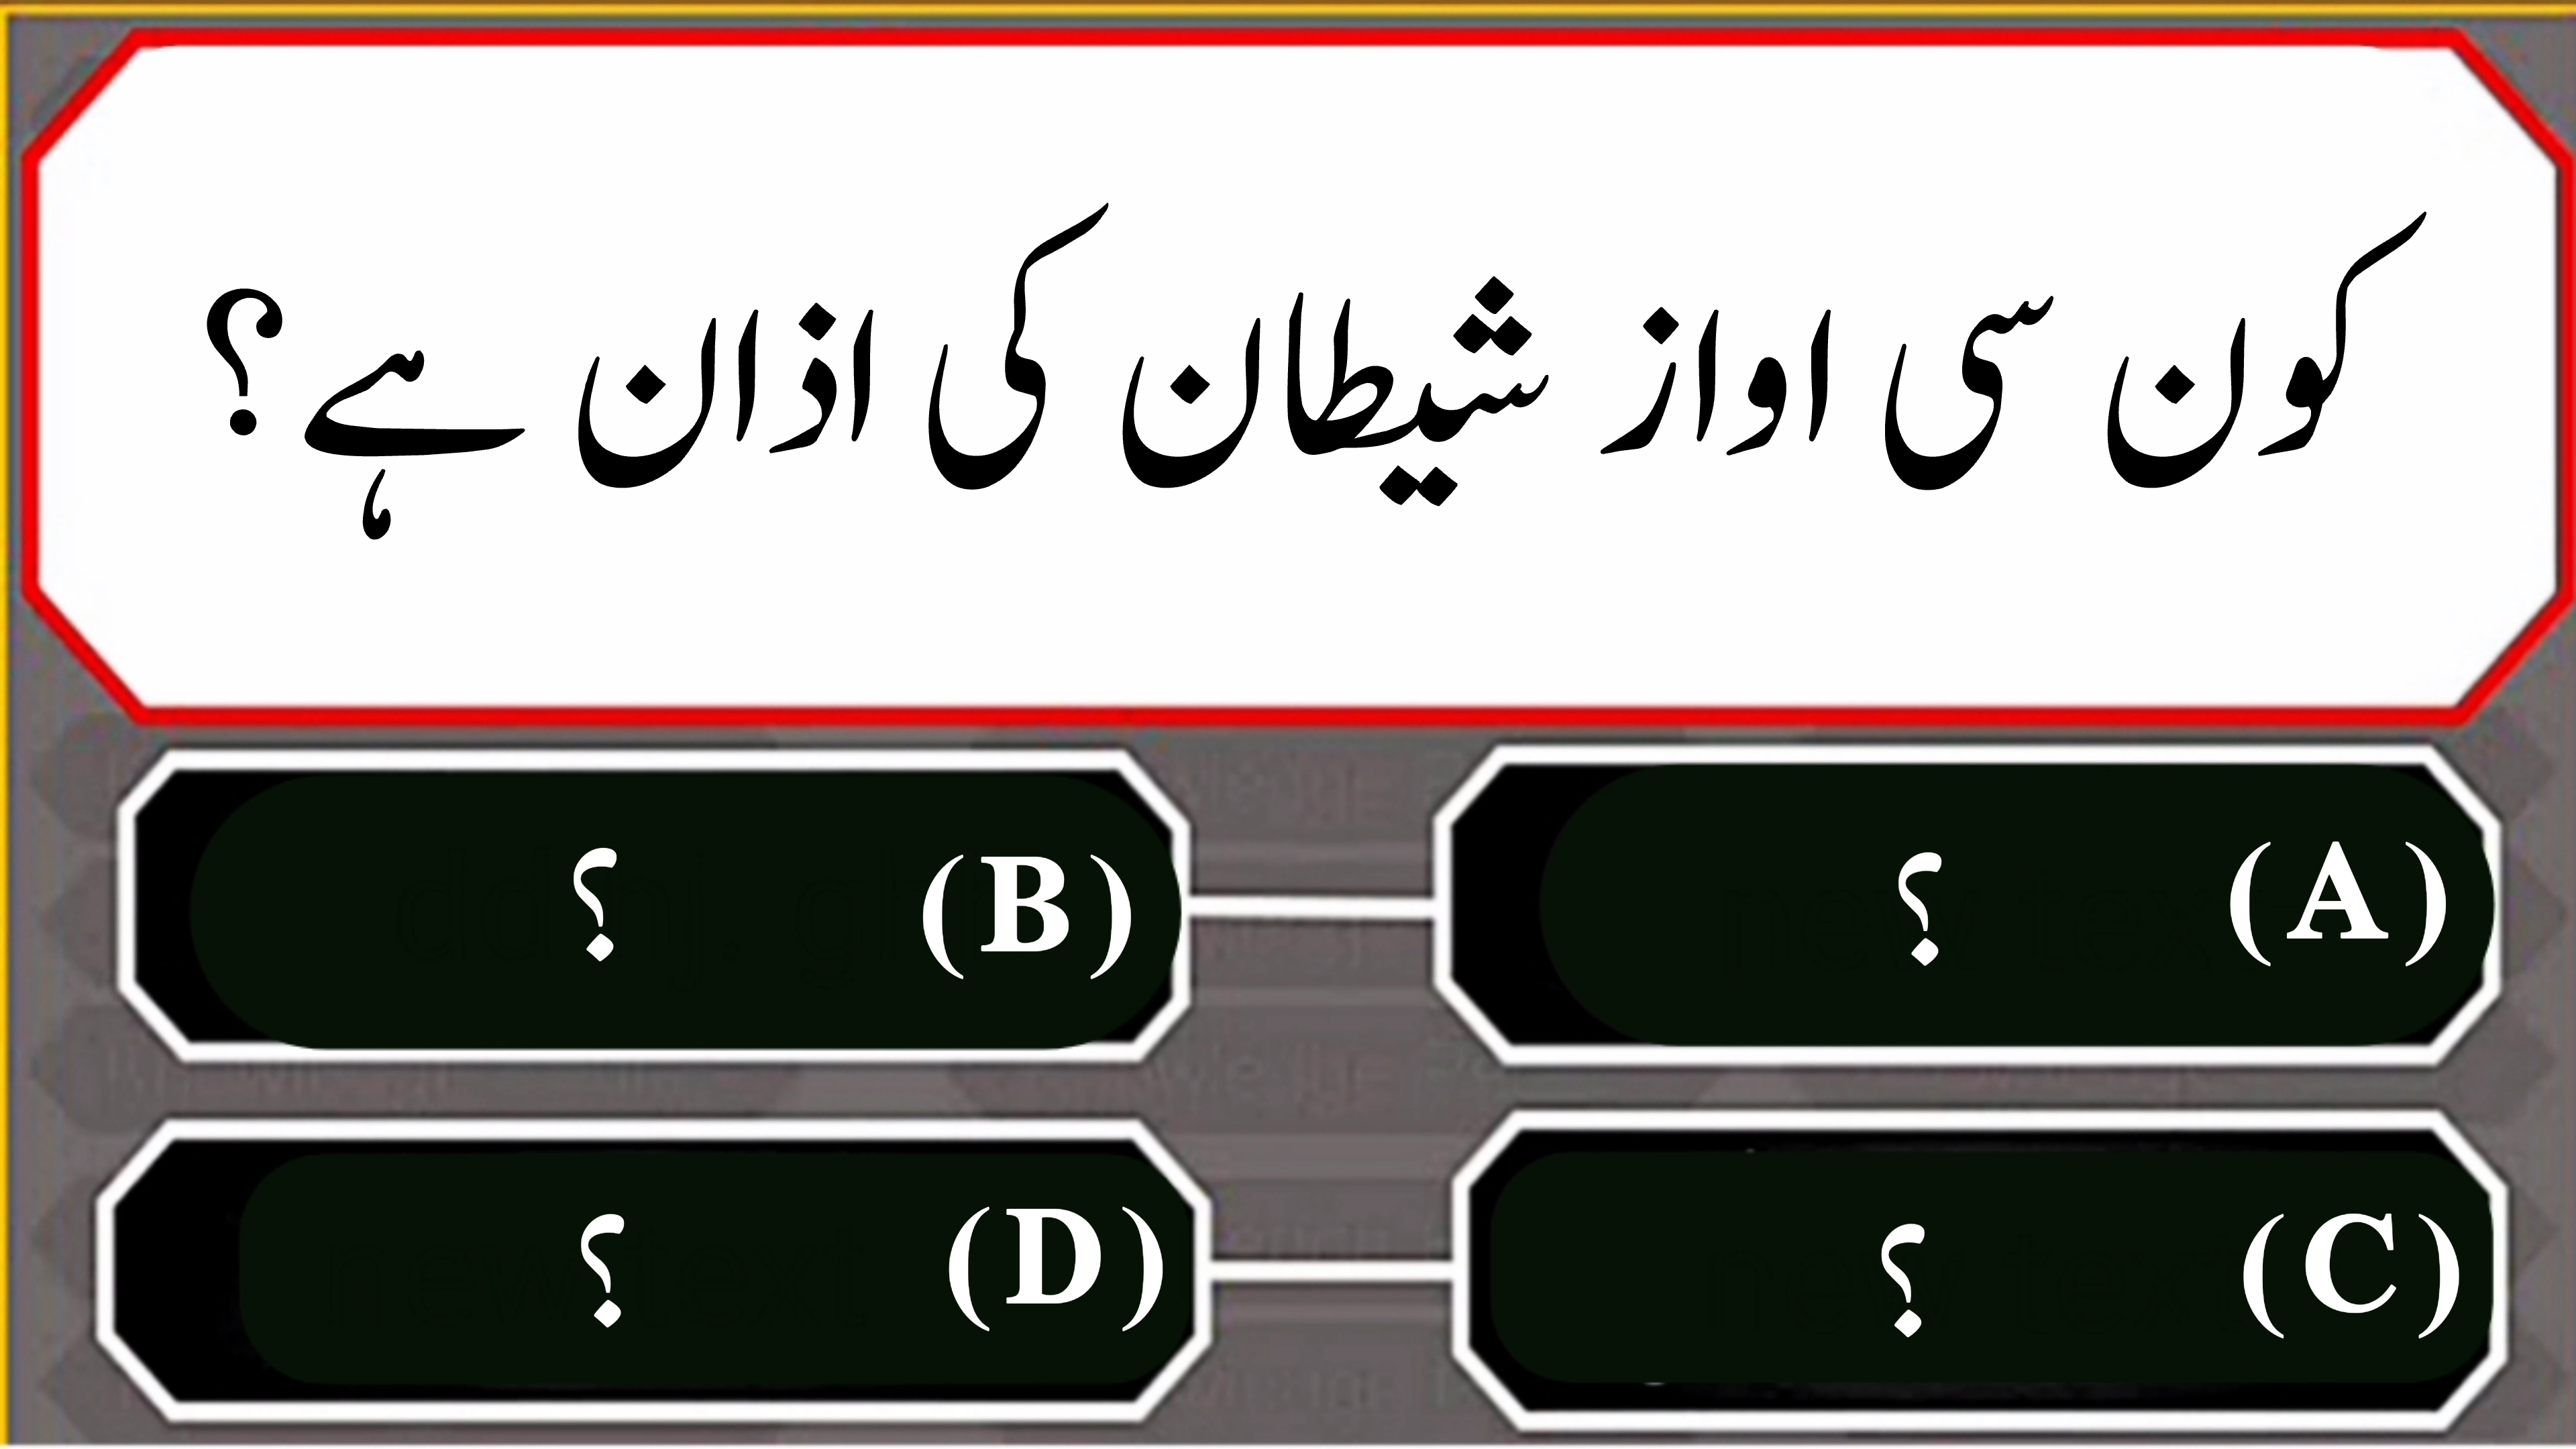 کون سی اواز شیطان کی اذان ہے؟
(A) ؟
(B) ؟
(C) ؟
(D) ؟